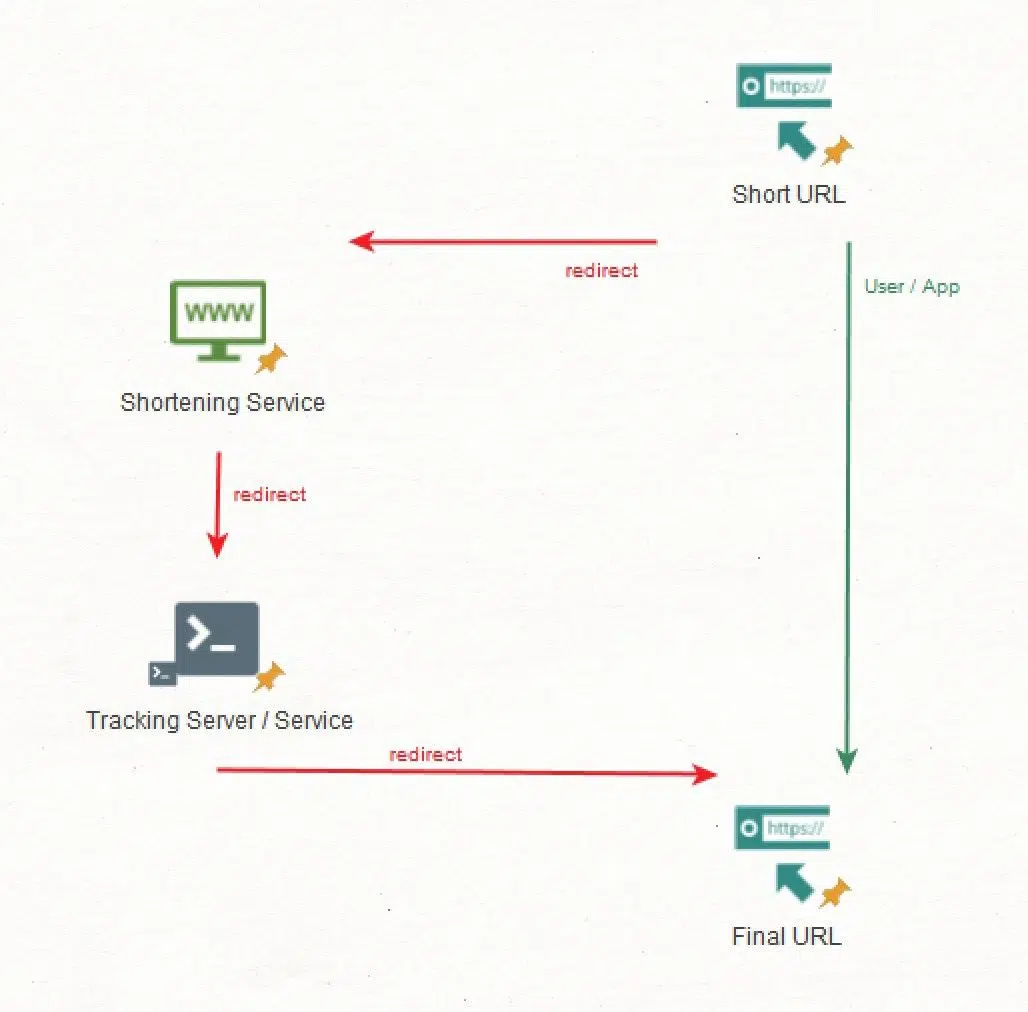 https://
Short URL
redirect
User / App
www
Shortening Service
redirect
>_
>_
Tracking Server / Service
redirect
https://
Final URL